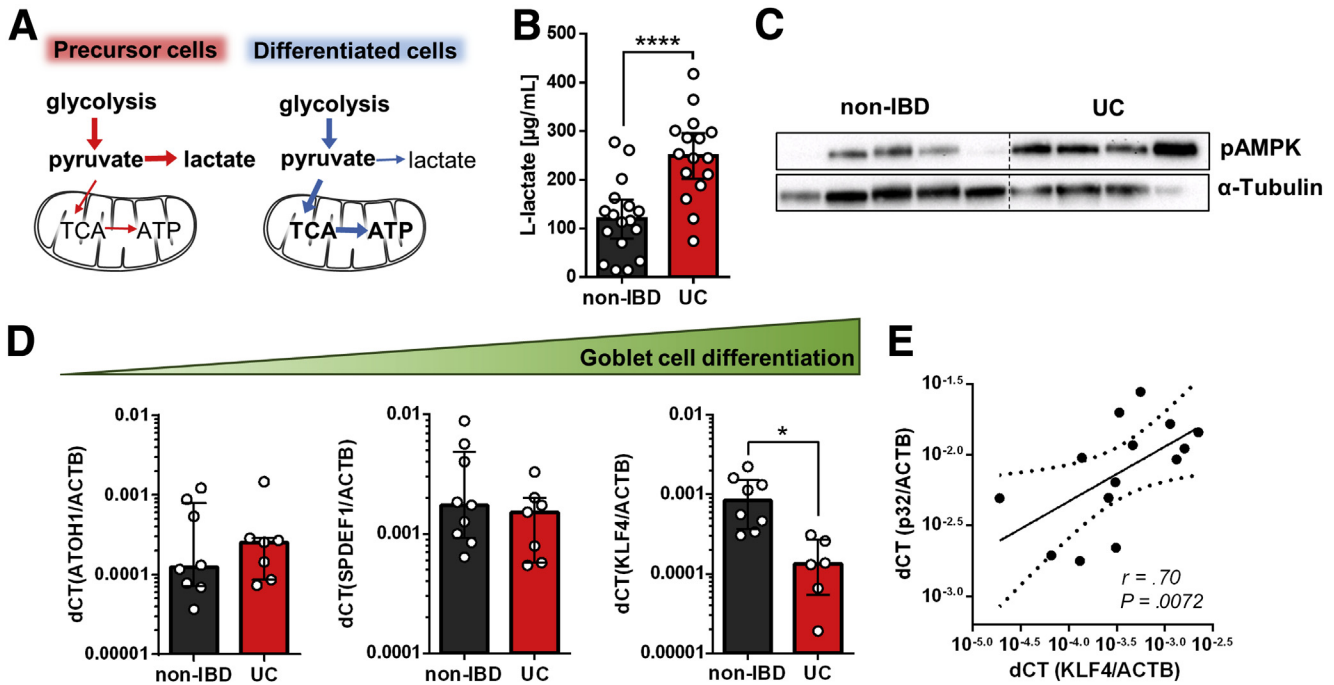 A
Precursor cells
Differentiated cells
glycolysis
glycolysis
pyruvate
lactate
pyruvate
lactate
TCA
ATP
TCA
ATP
B
L-lactate [µg/mL]
500
400
300
200
100
0
****
non-IBD
UC
C
non-IBD
UC
pAMPK
α-Tubulin
D
Goblet cell differentiation
dCT(ATOH1/ACTB)
0.01
0.001
0.0001
0.00001
non-IBD
UC
dCT(SPDEF1/ACTB)
0.01
0.001
0.0001
non-IBD
UC
dCT(KLF4/ACTB)
0.01
0.001
0.0001
0.00001
*
non-IBD
UC
E
dCT (p32/ACTB)
10-1.5
10-2.0
10-2.5
10-3.0
r = .70
P = .0072
10-5.0 10-4.5 10-4.0 10-3.5 10-3.0 10-2.5
dCT (KLF4/ACTB)